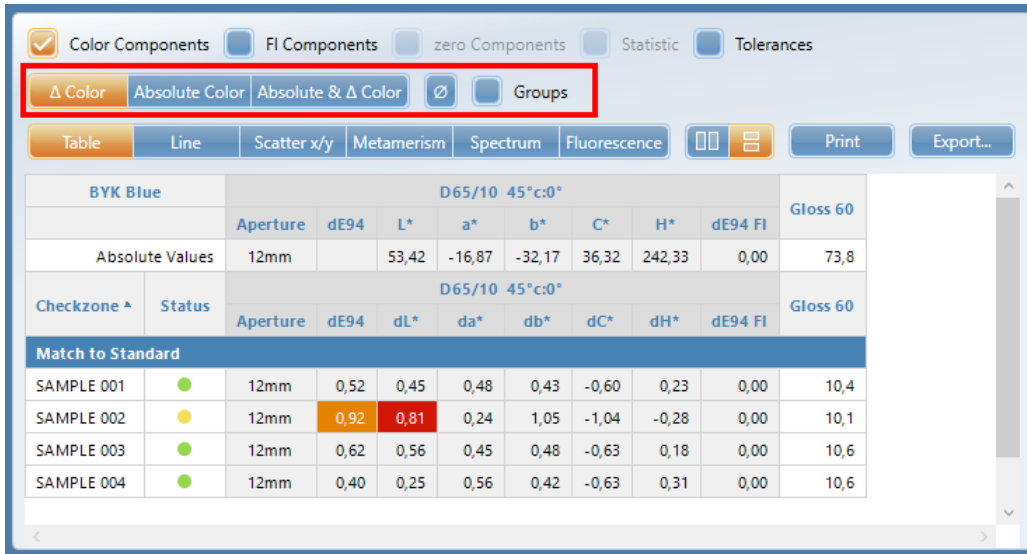 Color Components FI Components zero Components Statistic Tolerances
Δ Color Absolute Color Absolute & Δ Color Ø Groups
Table Line Scatter x/y Metamerism Spectrum Fluorescence Print Export...
BYK Blue D65/10 45°c:0° Gloss 60
Aperture dE94 L* a* b* C* H* dE94 FI
Absolute Values 12mm 53,42 -16,87 -32,17 36,32 242,33 0,00 73,8
Checkzone Status D65/10 45°c:0° Gloss 60
Aperture dE94 dL* da* db* dC* dH* dE94 FI
Match to Standard
SAMPLE 001 12mm 0,52 0,45 0,48 0,43 -0,60 0,23 0,00 10,4
SAMPLE 002 12mm 0,92 0,81 0,24 1,05 -1,04 -0,28 0,00 10,1
SAMPLE 003 12mm 0,62 0,56 0,45 0,48 -0,63 0,18 0,00 10,6
SAMPLE 004 12mm 0,40 0,25 0,56 0,42 -0,63 0,31 0,00 10,6